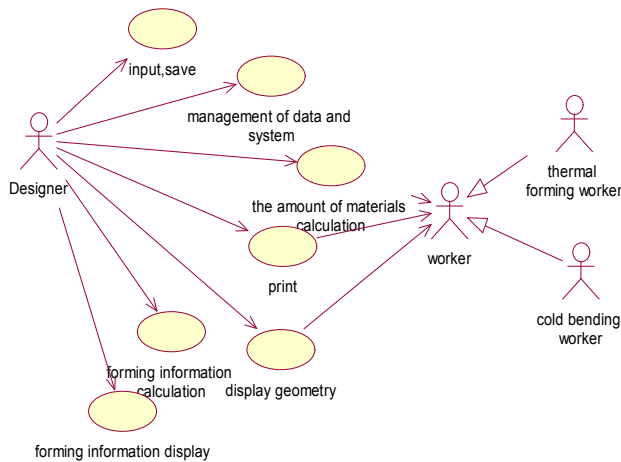 input,save
management of data and
system
Designer
thermal
forming worker
the amount of materials
calculation
worker
print
cold bending
worker
forming information
calculation
display geometry
forming information display